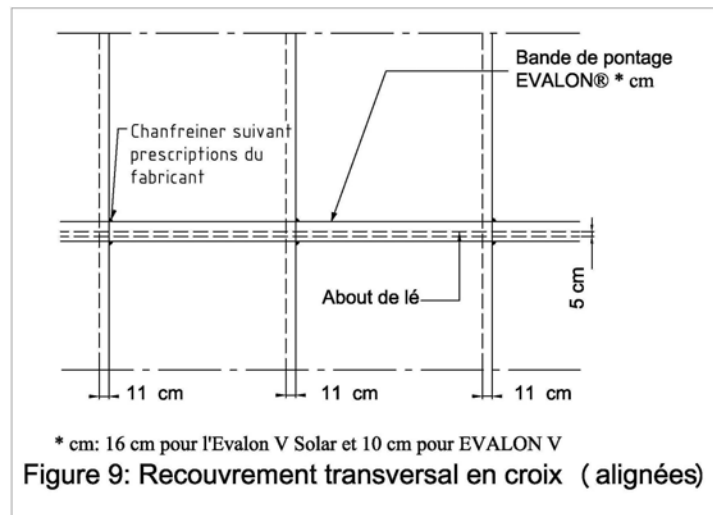 Bande de pontage
EVALON® * cm
Chanfreiner suivant
prescriptions du
fabricant
About de lé
5 cm
11 cm
11 cm
11 cm
* cm: 16 cm pour l'Evalon V Solar et 10 cm pour EVALON V
Figure 9: Recouvrement transversal en croix ( alignées)